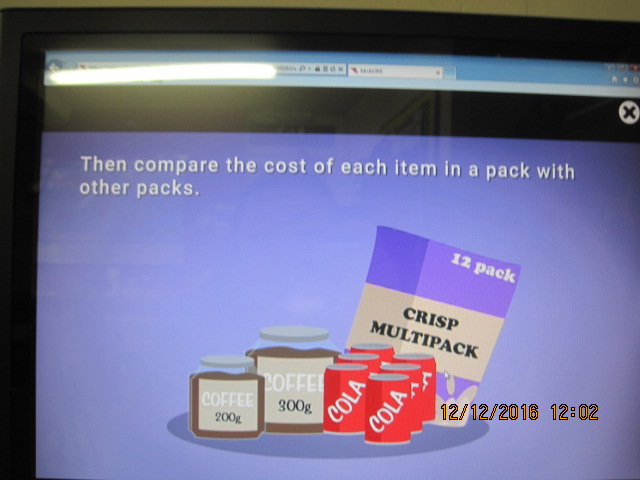 Then compare the cost of each item in a pack with
other packs.
12 pack
CRISP
MULTIPACK
COFFEE
200g
COFFEE
300g
COLA
COLA
12/12/2016 12:02